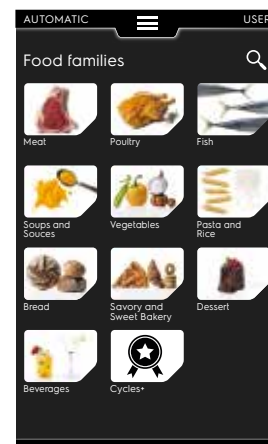 AUTOMATIC USER
Food families
Meat Poultry Fish
Soups and Souces Vegetables Pasta and Rice
Bread Savory and Sweet Bakery Dessert
Beverages Cycles+